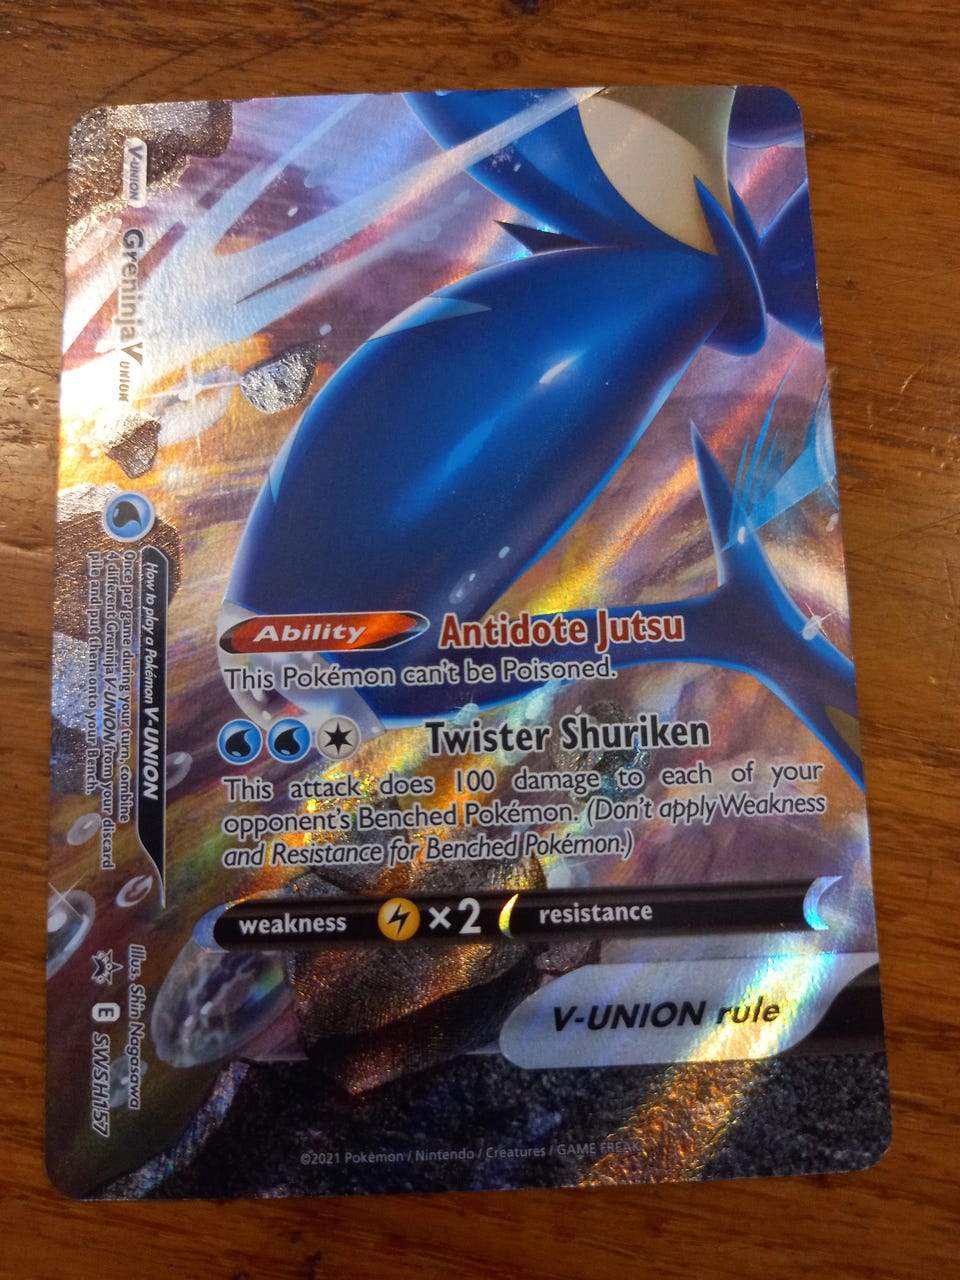 V-UNION
GreninjaV-UNION
How to play a Pokémon V-UNION
Once per game during your turn, combine
4 different Greninja V-UNION from your discard
pile and put them onto your Bench.
Ability Antidote Jutsu
This Pokémon can't be Poisoned.
Twister Shuriken
This attack does 100 damage to each of your
opponent's Benched Pokémon. (Don't apply Weakness
and Resistance for Benched Pokémon.)
weakness ×2 resistance
V-UNION rule
Illus. Shin Nagasawa
E SWSH157
©2021 Pokémon / Nintendo / Creatures / GAME FREAK